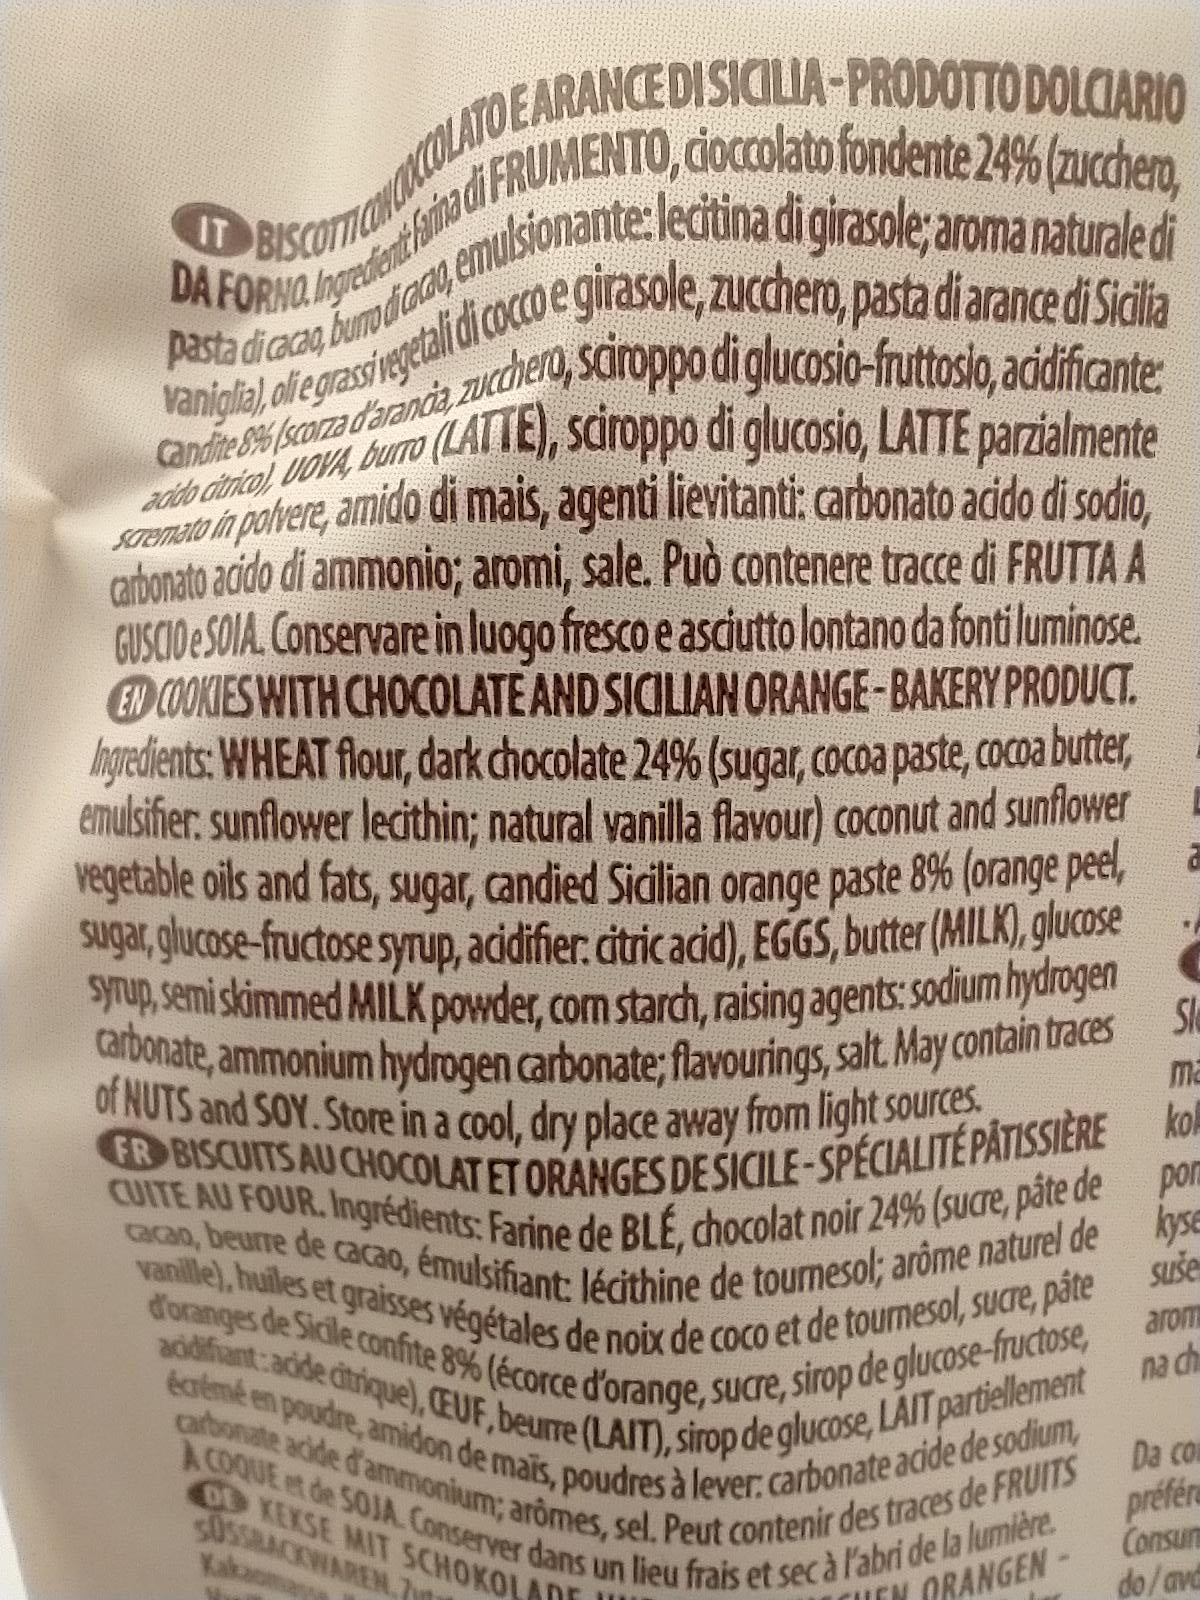 IT BISCOTTI CON CIOCCOLATO E ARANCE DI SICILIA - PRODOTTO DOLCIARIO
DA FORNO. Ingredienti: Farina di FRUMENTO, cioccolato fondente 24% (zucchero,
pasta di cacao, burro di cacao, emulsionante: lecitina di girasole; aroma naturale di
vaniglia), oli e grassi vegetali di cocco e girasole, zucchero, pasta di arance di Sicilia
candite 8% (scorza d'arancia, zucchero, sciroppo di glucosio-fruttosio, acidificante:
acido citrico), UOVA, burro (LATTE), sciroppo di glucosio, LATTE parzialmente
scremato in polvere, amido di mais, agenti lievitanti: carbonato acido di sodio,
carbonato acido di ammonio; aromi, sale. Può contenere tracce di FRUTTA A
GUSCIO e SOIA. Conservare in luogo fresco e asciutto lontano da fonti luminose.
EN COOKIES WITH CHOCOLATE AND SICILIAN ORANGE - BAKERY PRODUCT.
Ingredients: WHEAT flour, dark chocolate 24% (sugar, cocoa paste, cocoa butter,
emulsifier: sunflower lecithin; natural vanilla flavour) coconut and sunflower
vegetable oils and fats, sugar, candied Sicilian orange paste 8% (orange peel,
sugar, glucose-fructose syrup, acidifier: citric acid), EGGS, butter (MILK), glucose
syrup, semi skimmed MILK powder, corn starch, raising agents: sodium hydrogen
carbonate, ammonium hydrogen carbonate; flavourings, salt. May contain traces
of NUTS and SOY. Store in a cool, dry place away from light sources.
FR BISCUITS AU CHOCOLAT ET ORANGES DE SICILE - SPÉCIALITÉ PÂTISSIÈRE
CUITE AU FOUR. Ingrédients: Farine de BLÉ, chocolat noir 24% (sucre, pâte de
cacao, beurre de cacao, émulsifiant: lécithine de tournesol; arôme naturel de
vanille), huiles et graisses végétales de noix de coco et de tournesol, sucre, pâte
d'oranges de Sicile confite 8% (écorce d'orange, sucre, sirop de glucose-fructose,
acidifiant : acide citrique), ŒUF, beurre (LAIT), sirop de glucose, LAIT partiellement
écrémé en poudre, amidon de maïs, poudres à lever: carbonate acide de sodium,
carbonate acide d'ammonium; arômes, sel. Peut contenir des traces de FRUITS
À COQUE et de SOJA. Conserver dans un lieu frais et sec à l'abri de la lumière.
DE KEKSE MIT SCHOKOLADE ORANGEN -
SÜSSBACKWAREN.
Kakaomasse
Da
préfér
Consum
do / ave